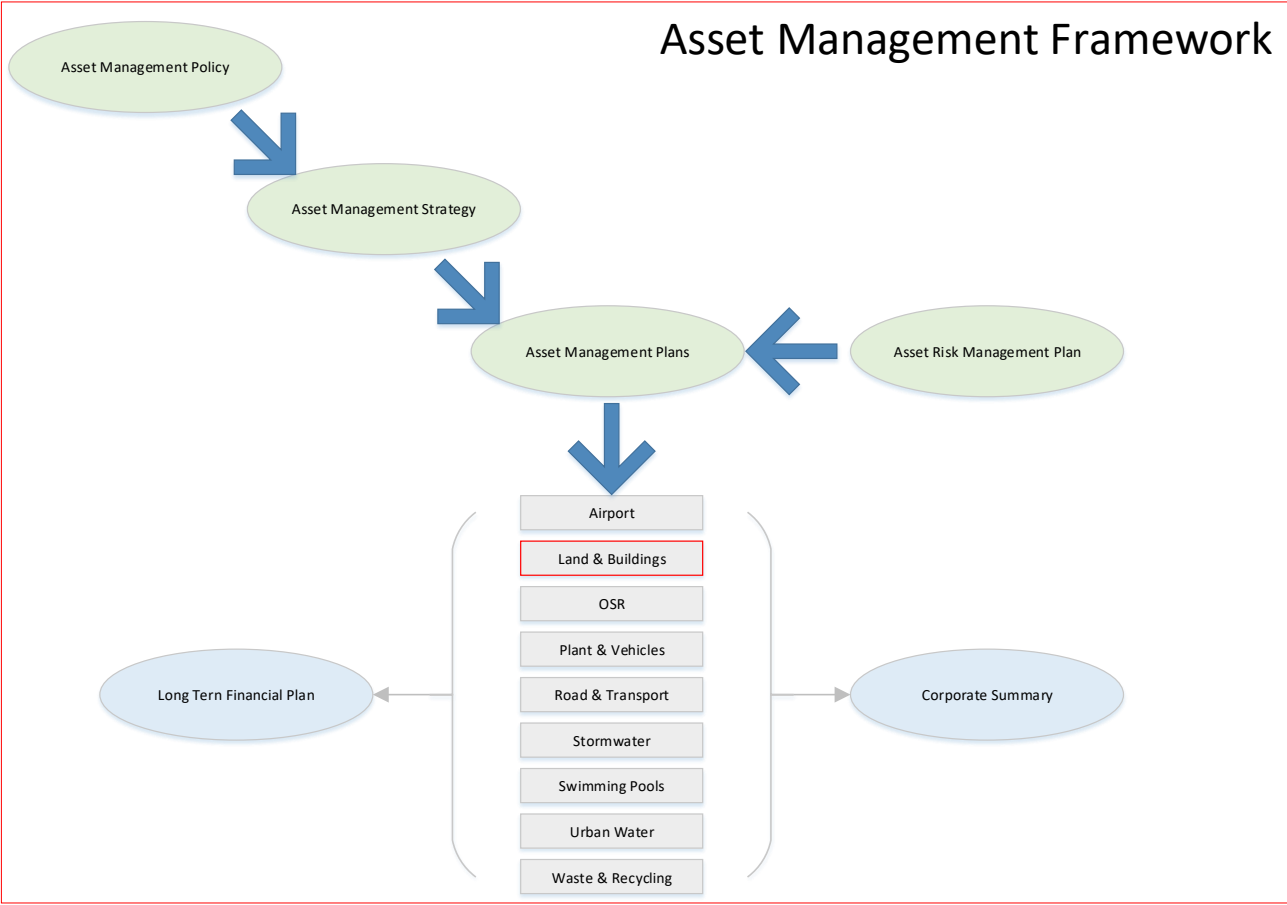 Asset Management Framework
Asset Management Policy
Asset Management Strategy
Asset Management Plans
Asset Risk Management Plan
Airport
Land & Buildings
OSR
Plant & Vehicles
Road & Transport
Stormwater
Swimming Pools
Urban Water
Waste & Recycling
Long Tern Financial Plan
Corporate Summary